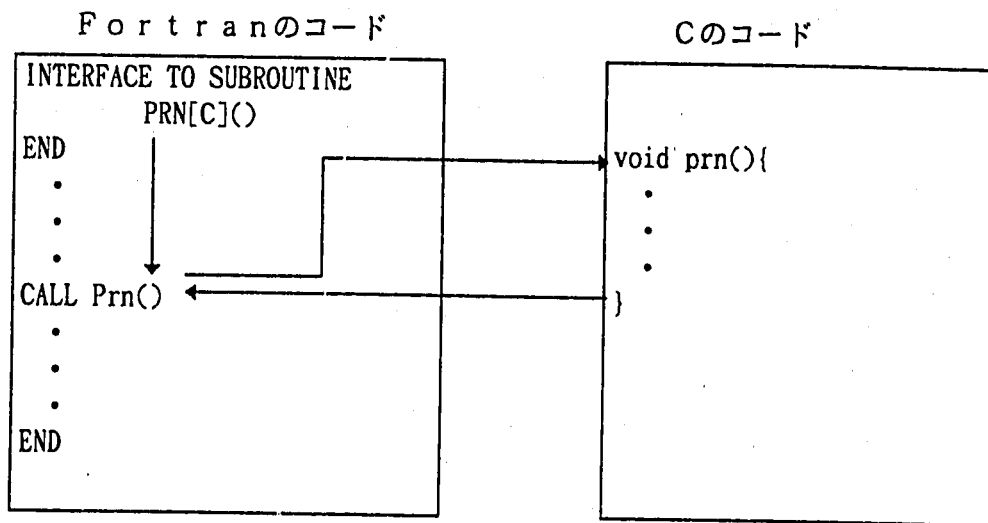 Fortranのコード
INTERFACE TO SUBROUTINE
PRN[C]()
END
・
・
・
CALL Prn()
・
・
・
END
Cのコード
void prn(){
・
・
・
}